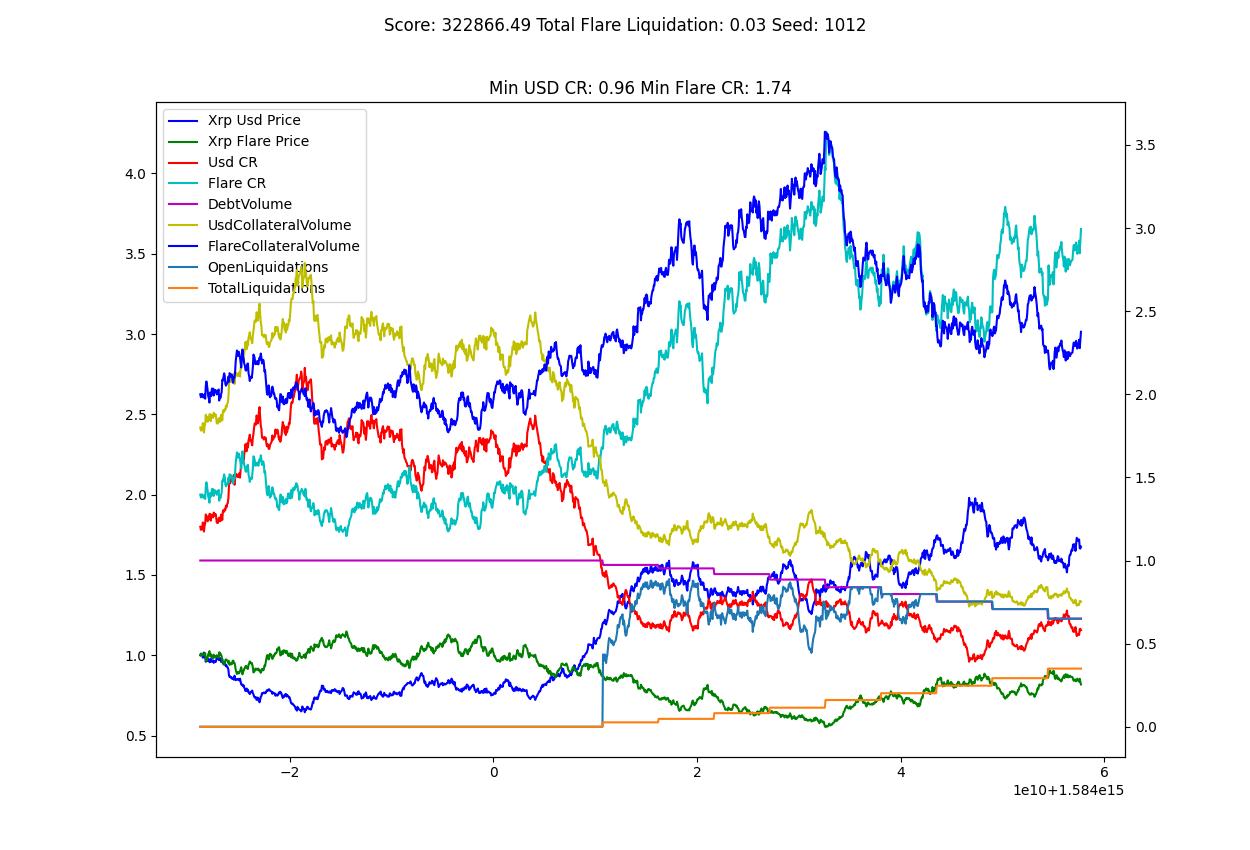 Score: 322866.49 Total Flare Liquidation: 0.03 Seed: 1012
Min USD CR: 0.96 Min Flare CR: 1.74
Xrp Usd Price
Xrp Flare Price
Usd CR
Flare CR
DebtVolume
UsdCollateralVolume
FlareCollateralVolume
OpenLiquidations
TotalLiquidations
4.0
3.5
3.0
2.5
2.0
1.5
1.0
0.5
3.5
3.0
2.5
2.0
1.5
1.0
0.5
0.0
−2 0 2 4 6
1e10+1.584e15